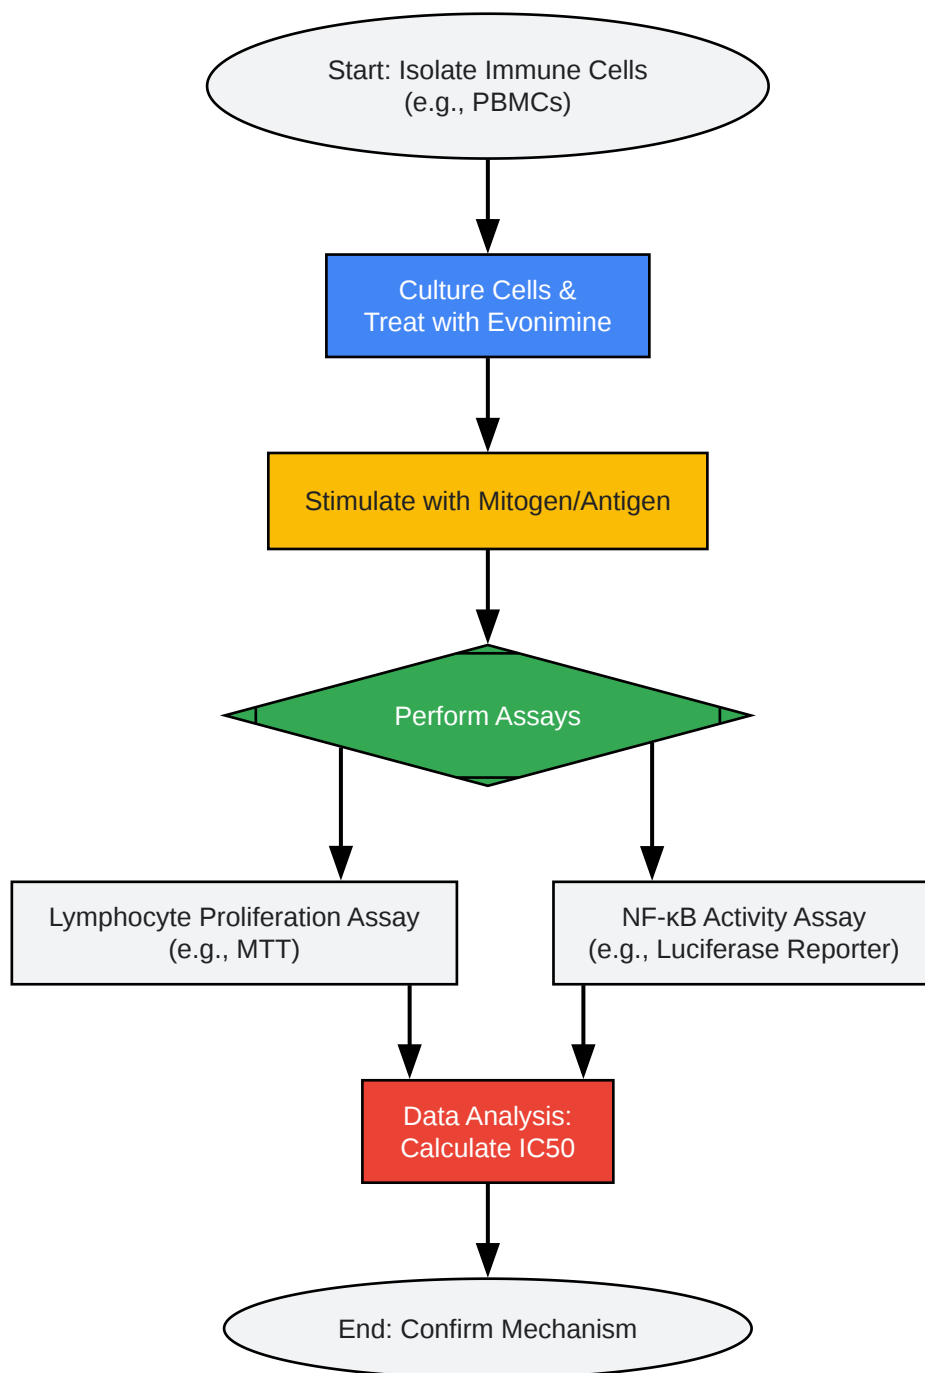 Start: Isolate Immune Cells
(e.g., PBMCs)
Culture Cells &
Treat with Evonimine
Stimulate with Mitogen/Antigen
Perform Assays
Lymphocyte Proliferation Assay
(e.g., MTT)
NF-κB Activity Assay
(e.g., Luciferase Reporter)
Data Analysis:
Calculate IC50
End: Confirm Mechanism